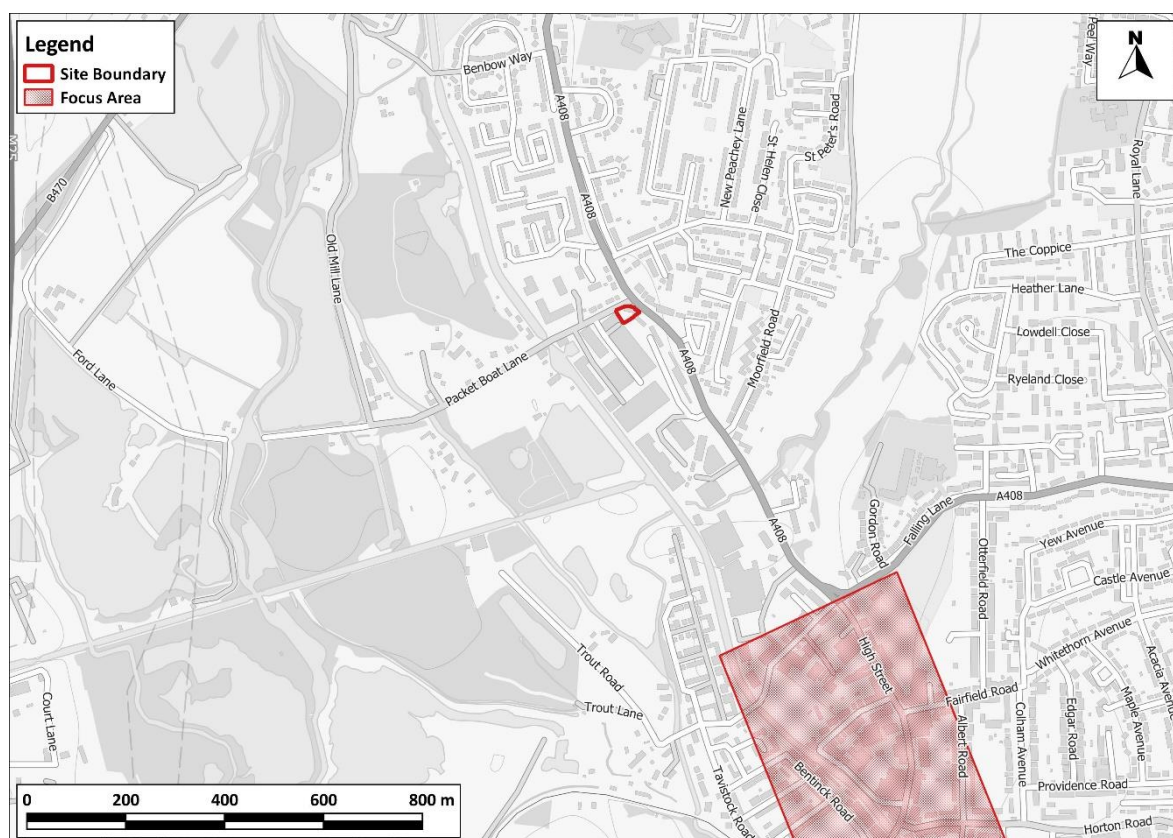 Legend
Site Boundary
Focus Area
N
Benbow Way
A408
Peel Way
M25
B470
New Peachey Lane
St Helen Close
St Peter's Road
Royal Lane
A408
Old Mill Lane
The Coppice
Heather Lane
Lowdell Close
Ryeland Close
Ford Lane
Packet Boat Lane
A408
Moorfield Road
Gordon Road
Falling Lane
A408
A408
Otterfield Road
Yew Avenue
Castle Avenue
Whitethorn Avenue
Acacia Avenue
High Street
Trout Road
Trout Lane
Fairfield Road
Court Lane
Albert Road
Colham Avenue
Edgar Road
Maple Avenue
Tavistock Road
Bentinck Road
Providence Road
Horton Road
0 200 400 600 800 m